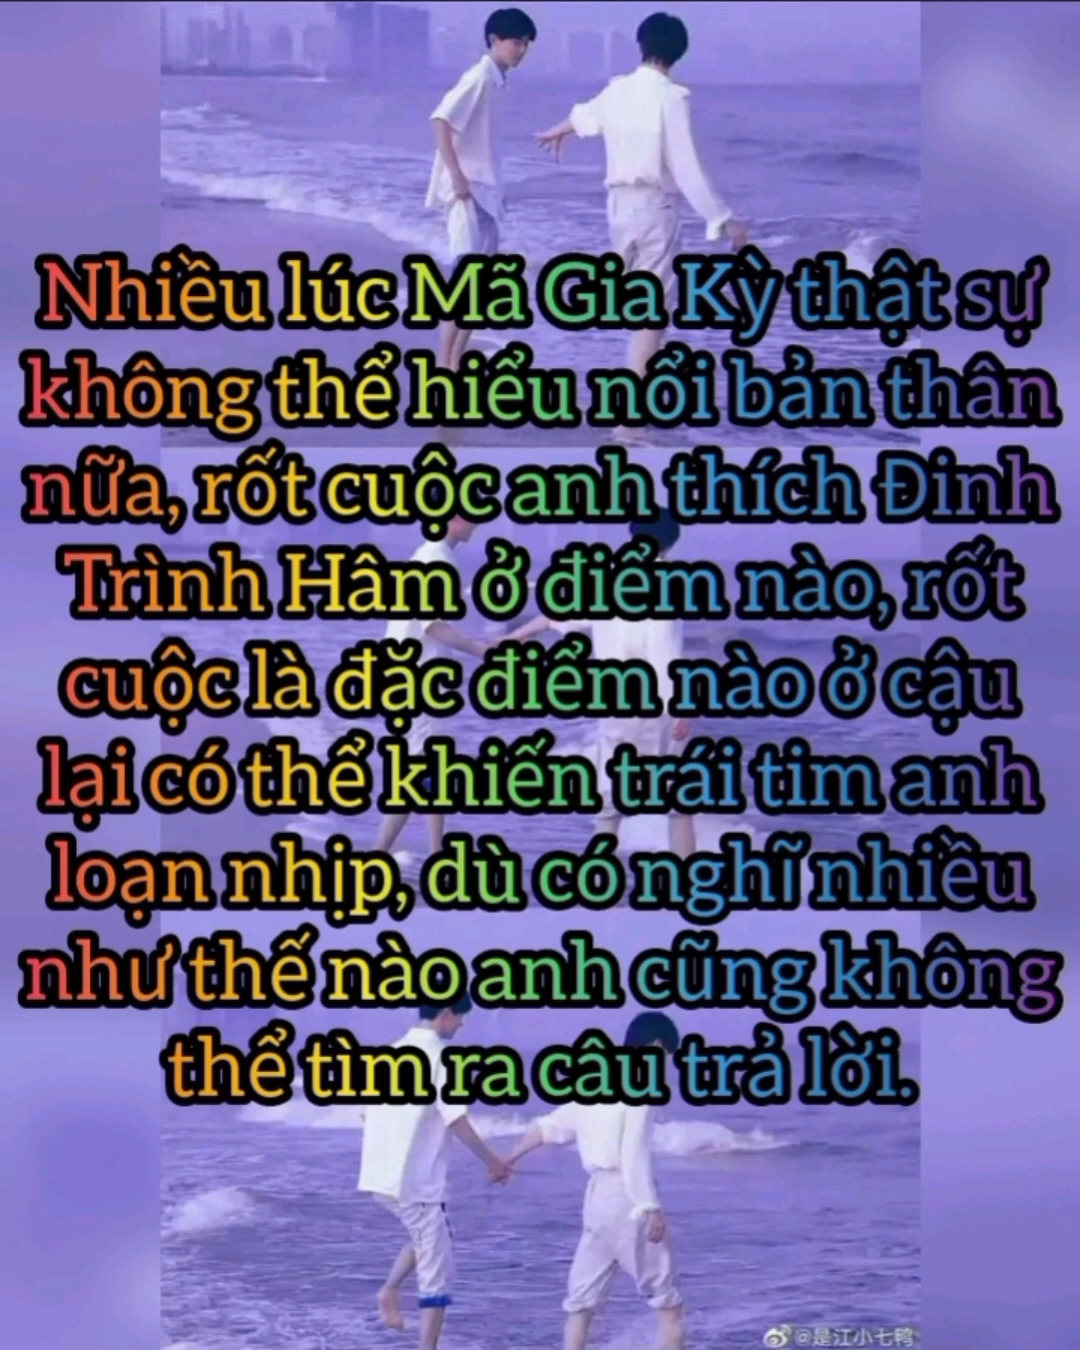 Nhiều lúc Mã Gia Kỳ thật sự
không thể hiểu nổi bản thân
nữa, rốt cuộc anh thích Đinh
Trình Hâm ở điểm nào, rốt
cuộc là đặc điểm nào ở cậu
lại có thể khiến trái tim anh
loạn nhịp, dù có nghĩ nhiều
như thế nào anh cũng không
thể tìm ra câu trả lời.
@是江小七鸭